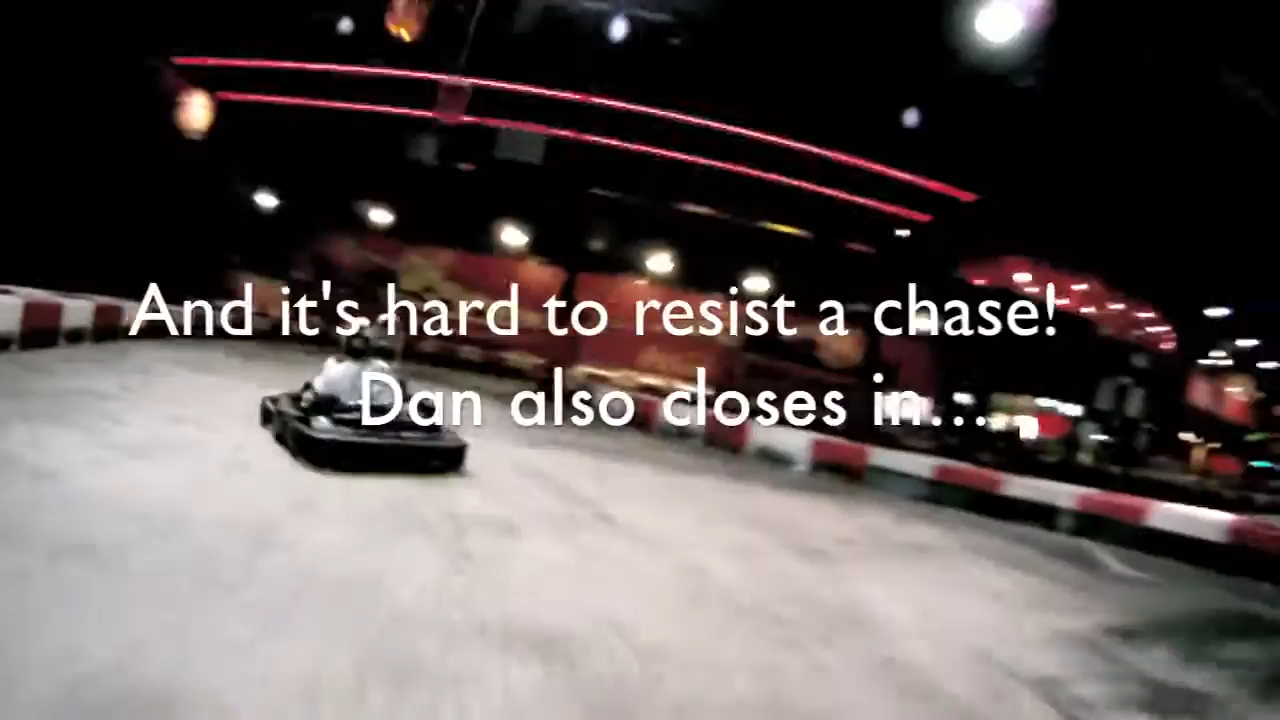 And it's hard to resist a chase!
Dan also closes in...